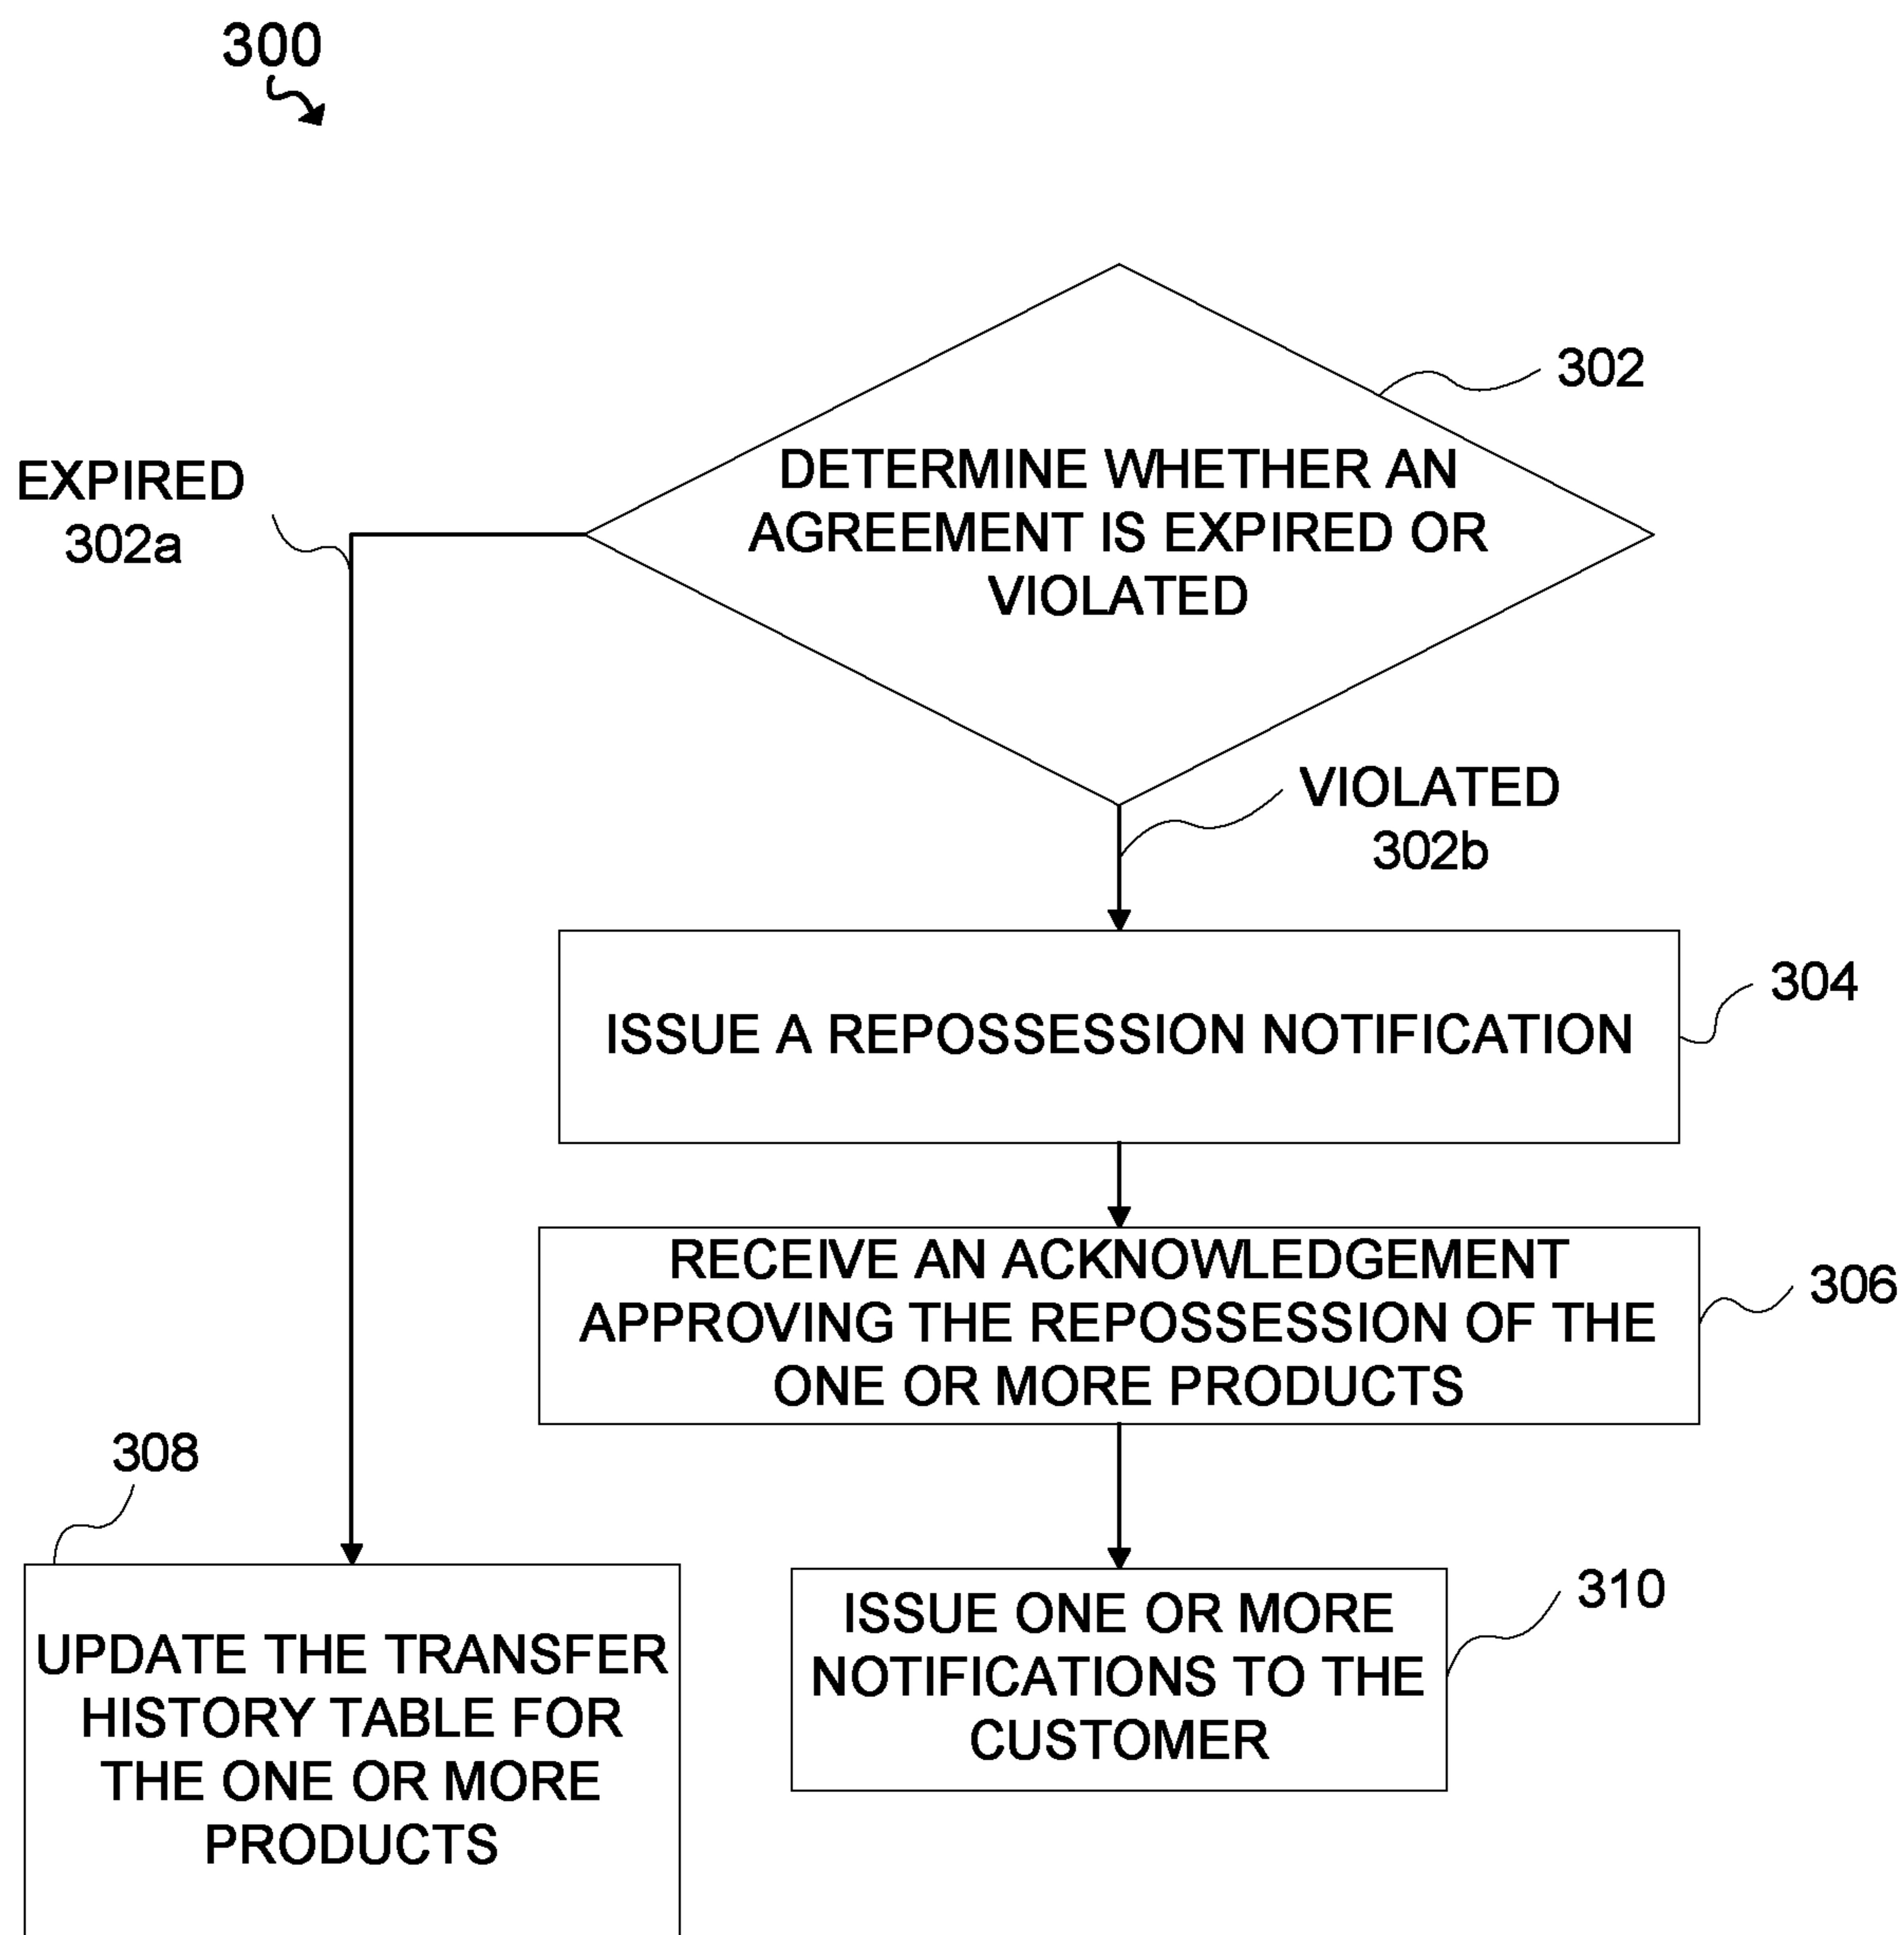 300
302
DETERMINE WHETHER AN
AGREEMENT IS EXPIRED OR
VIOLATED
EXPIRED
302a
VIOLATED
302b
304
ISSUE A REPOSSESSION NOTIFICATION
306
RECEIVE AN ACKNOWLEDGEMENT
APPROVING THE REPOSSESSION OF THE
ONE OR MORE PRODUCTS
308
UPDATE THE TRANSFER
HISTORY TABLE FOR
THE ONE OR MORE
PRODUCTS
310
ISSUE ONE OR MORE
NOTIFICATIONS TO THE
CUSTOMER